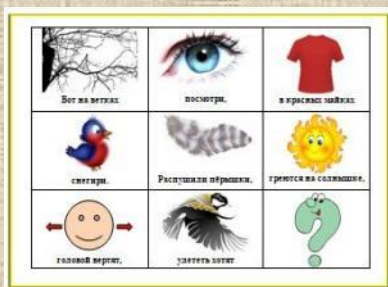 Вот на ветках
посмотри,
в красных майках
снегири.
Распушили пёрышки,
греются на солнышке,
головой вертят,
улететь хотят